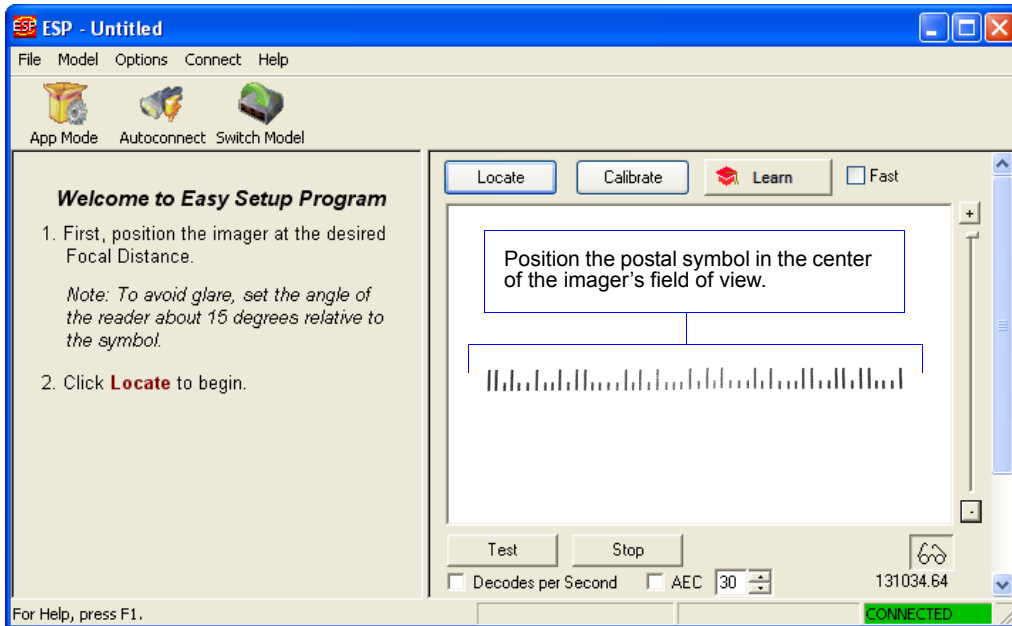 ESP ESP - Untitled
File Model Options Connect Help
App Mode Autoconnect Switch Model
Welcome to Easy Setup Program
1. First, position the imager at the desired
Focal Distance.
Note: To avoid glare, set the angle of
the reader about 15 degrees relative to
the symbol.
2. Click Locate to begin.
Locate Calibrate Learn Fast
+
Position the postal symbol in the center
of the imager’s field of view.
-
Test Stop
Decodes per Second AEC 30 131034.64
For Help, press F1. CONNECTED